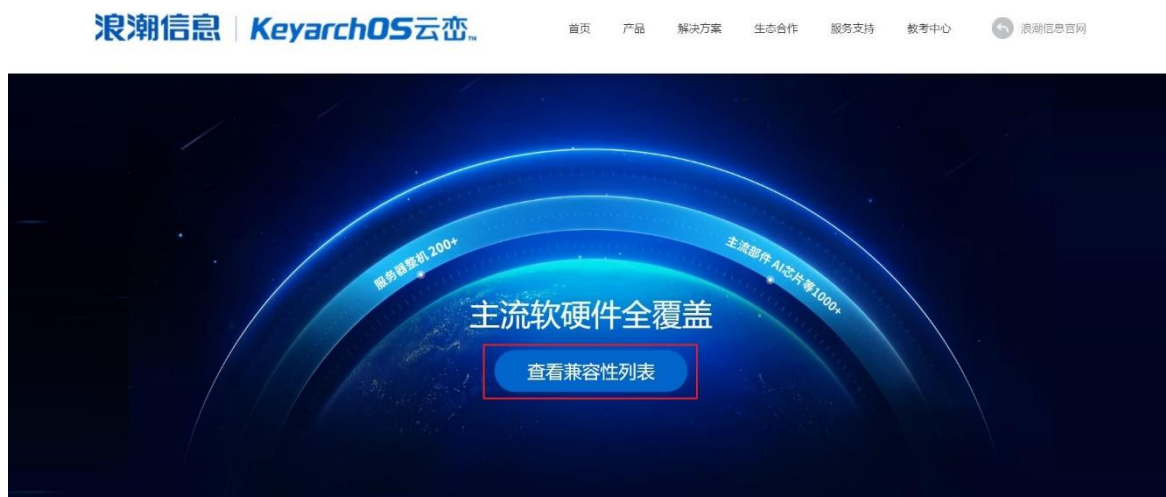 浪潮信息 | KeyarchOS云峦™
首页 产品 解决方案 生态合作 服务支持 教考中心 浪潮信息官网
服务器整机 200+
主流部件 AI芯片等1000+
主流软硬件全覆盖
查看兼容性列表